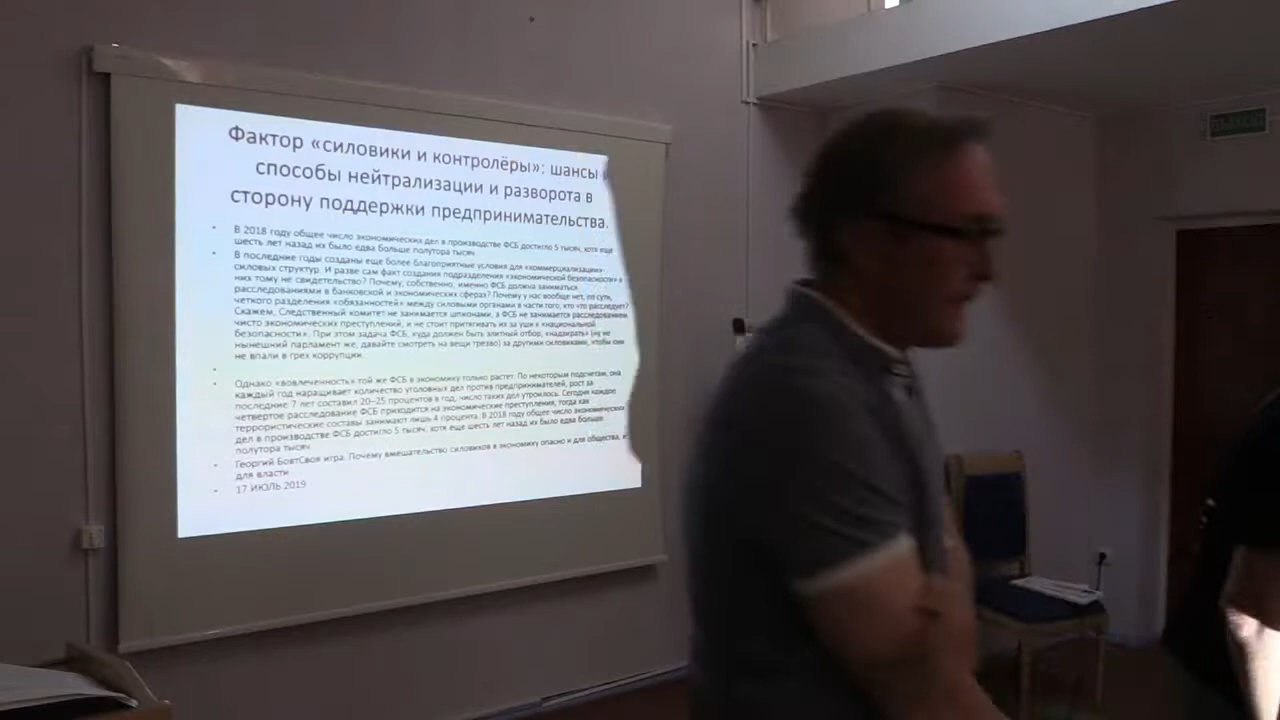 Фактор «силовики и контролёры»: шансы
способы нейтрализации и разворота в
сторону поддержки предпринимательства.
В 2018 году общее число экономических дел в производстве ФСБ достигло 5 тысяч, хотя еще
шесть лет назад их было едва больше полутора тысяч
В последние годы созданы еще более благоприятные условия для «коммерциализации»
силовых структур. И разве сам факт создания подразделения «экономической безопасности» в
них тому не свидетельство? Почему, собственно, именно ФСБ должна заниматься
расследованиями в банковской и экономических сферах? Почему у нас вообще нет, по сути,
четкого разделения «обязанностей» между силовыми органами в части того, кто что расследует?
Скажем, Следственный комитет не занимается шпионами, а ФСБ не занимается расследованием
чисто экономических преступлений, и не стоит притягивать их за уши к «национальной
безопасности». При этом задача ФСБ, куда должен быть элитный отбор, «надзирать» (ну не
нынешний парламент же, давайте смотреть на вещи трезво) за другими силовиками, чтобы они
не впали в грех коррупции.
Однако «вовлеченность» той же ФСБ в экономику только растет. По некоторым подсчетам, она
каждый год наращивает количество уголовных дел против предпринимателей, рост за
последние 7 лет составил 20–25 процентов в год, число таких дел утроилось. Сегодня каждое
четвертое расследование ФСБ приходится на экономические преступления, тогда как
террористические составы занимают лишь 4 процента. В 2018 году общее число экономических
дел в производстве ФСБ достигло 5 тысяч, хотя еще шесть лет назад их было едва больше
полутора тысяч
Георгий БовтСвоя игра. Почему вмешательство силовиков в экономику опасно и для общества, и
для власти
17 ИЮЛЬ 2019